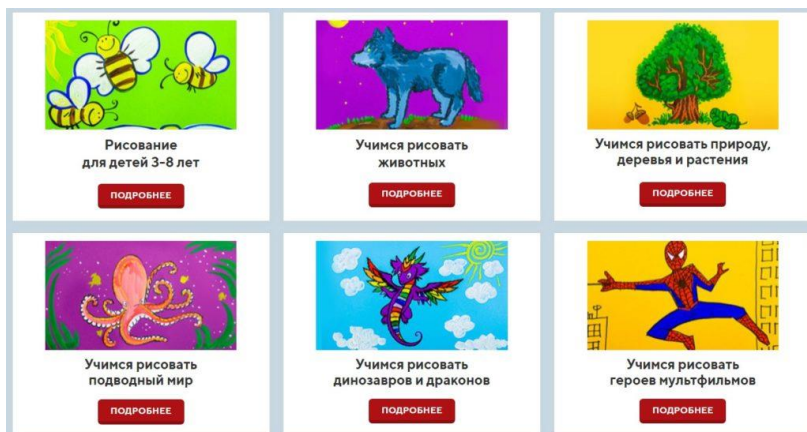 Рисование
для детей 3-8 лет
ПОДРОБНЕЕ
Учимся рисовать
животных
ПОДРОБНЕЕ
Учимся рисовать природу,
деревья и растения
ПОДРОБНЕЕ
Учимся рисовать
подводный мир
ПОДРОБНЕЕ
Учимся рисовать
динозавров и драконов
ПОДРОБНЕЕ
Учимся рисовать
героев мультфильмов
ПОДРОБНЕЕ